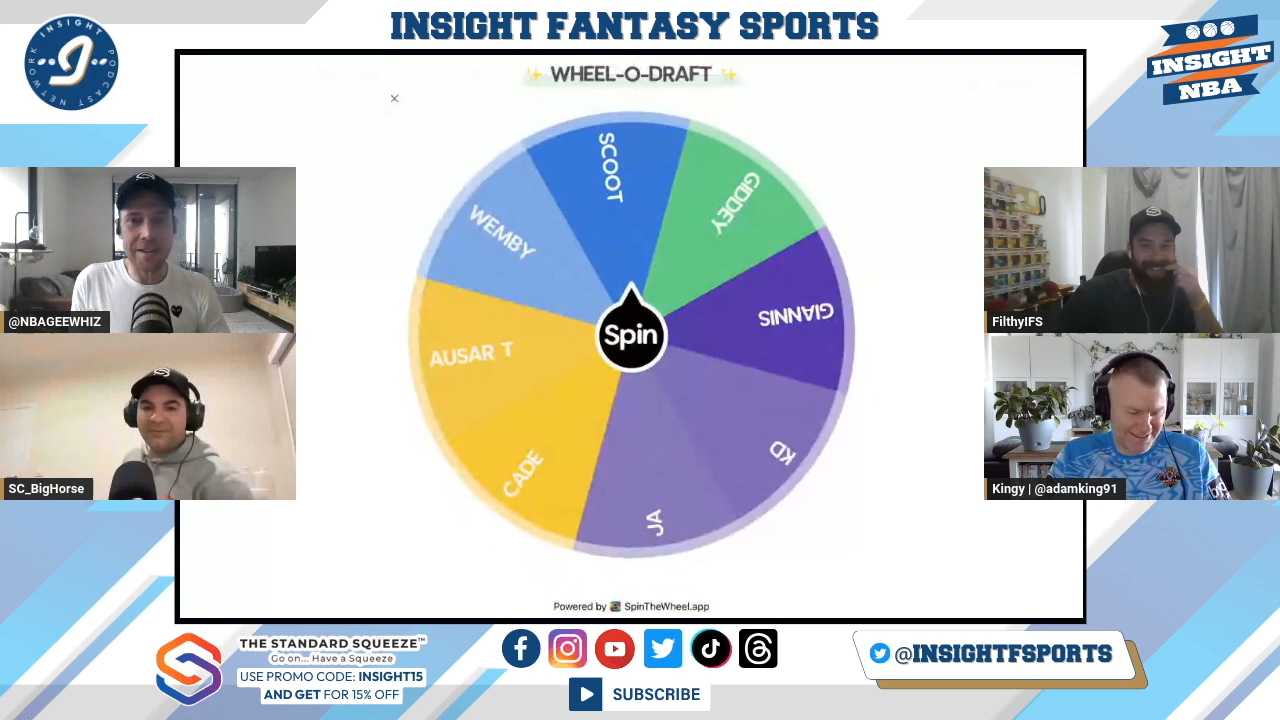 INSIGHT FANTASY SPORTS
INSIGHT
PODCAST NETWORK
INSIGHT
NBA
✨ WHEEL-O-DRAFT ✨
×
SCOOT
GIDDEY
WEMBY
GIANNIS
AUSAR T
KD
CADE
JA
Spin
@NBAGEEWHIZ
FilthyIFS
SC_BigHorse
Kingy | @adamking91
Powered by SpinTheWheel.app
THE STANDARD SQUEEZE™
Go on... Have a Squeeze
USE PROMO CODE: INSIGHT15
AND GET FOR 15% OFF
SUBSCRIBE
@INSIGHTFSPORTS